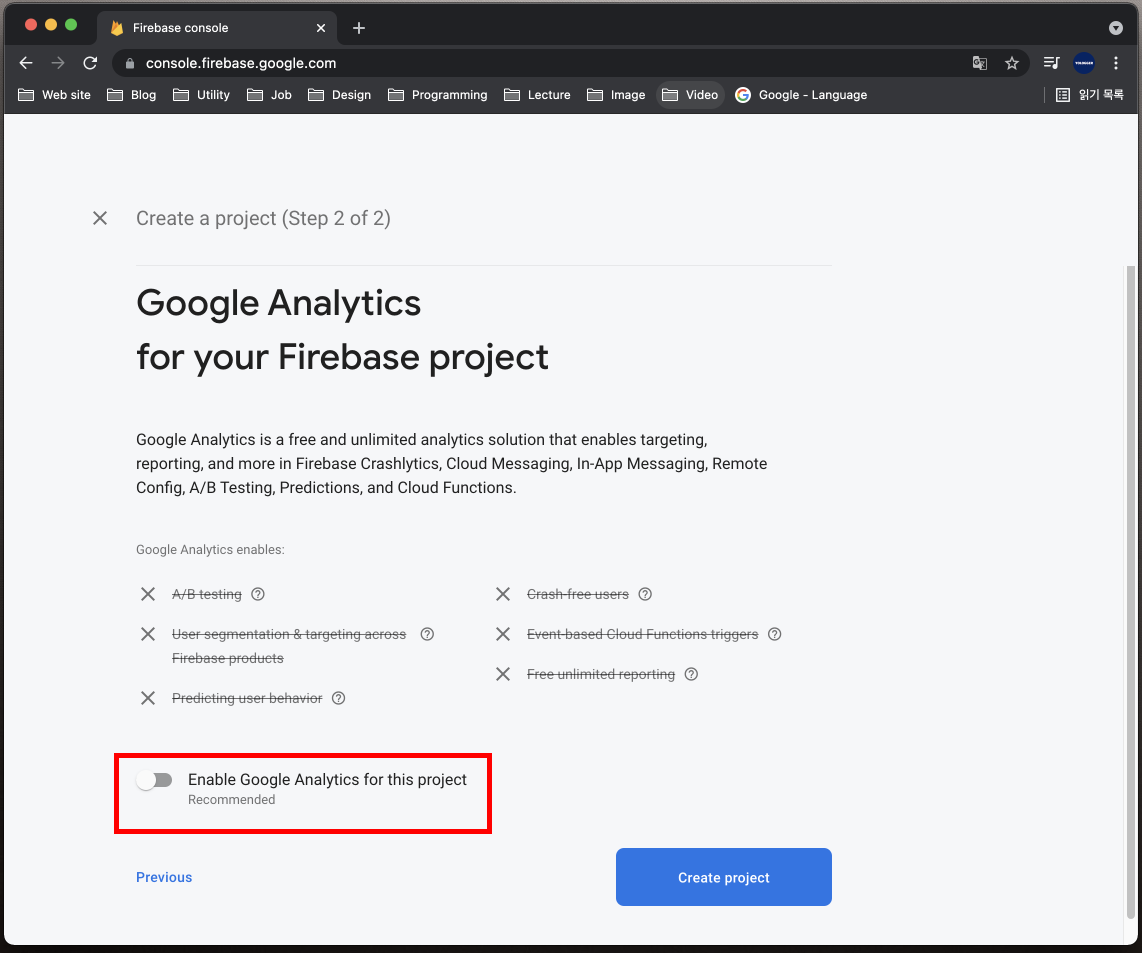 Firebase console
console.firebase.google.com
Web site
Blog
Utility
Job
Design
Programming
Lecture
Image
Video
Google - Language
읽기 목록
Create a project (Step 2 of 2)
Google Analytics
for your Firebase project
Google Analytics is a free and unlimited analytics solution that enables targeting,
reporting, and more in Firebase Crashlytics, Cloud Messaging, In-App Messaging, Remote
Config, A/B Testing, Predictions, and Cloud Functions.
Google Analytics enables:
A/B testing
Crash-free users
User segmentation & targeting across
Firebase products
Event-based Cloud Functions triggers
Free unlimited reporting
Predicting user behavior
Enable Google Analytics for this project
Recommended
Previous
Create project